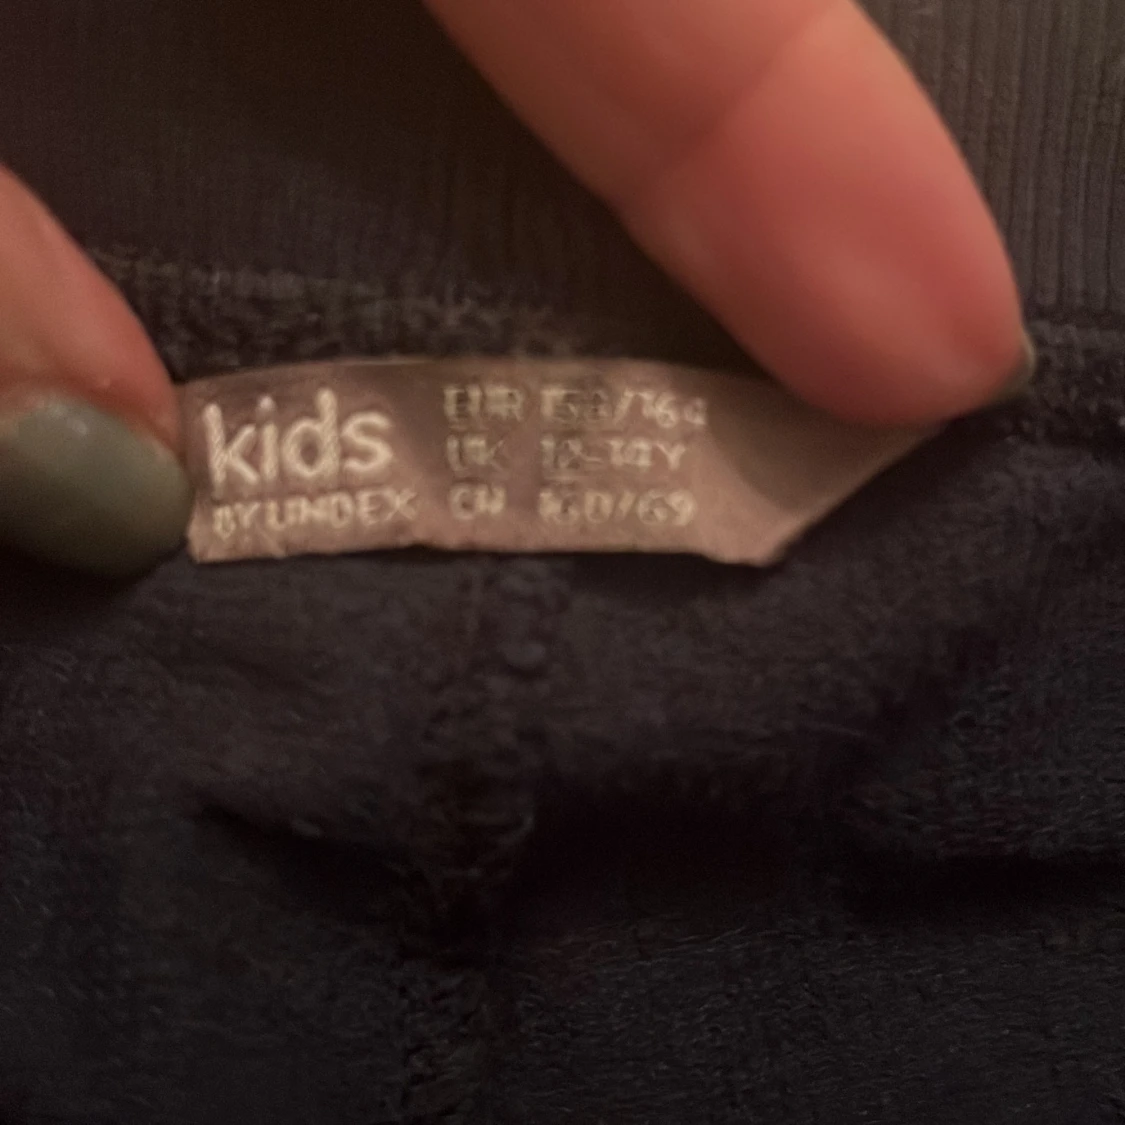 kids
BY LINDEX
EUR 158/164
UK 12-14Y
CN 160/69